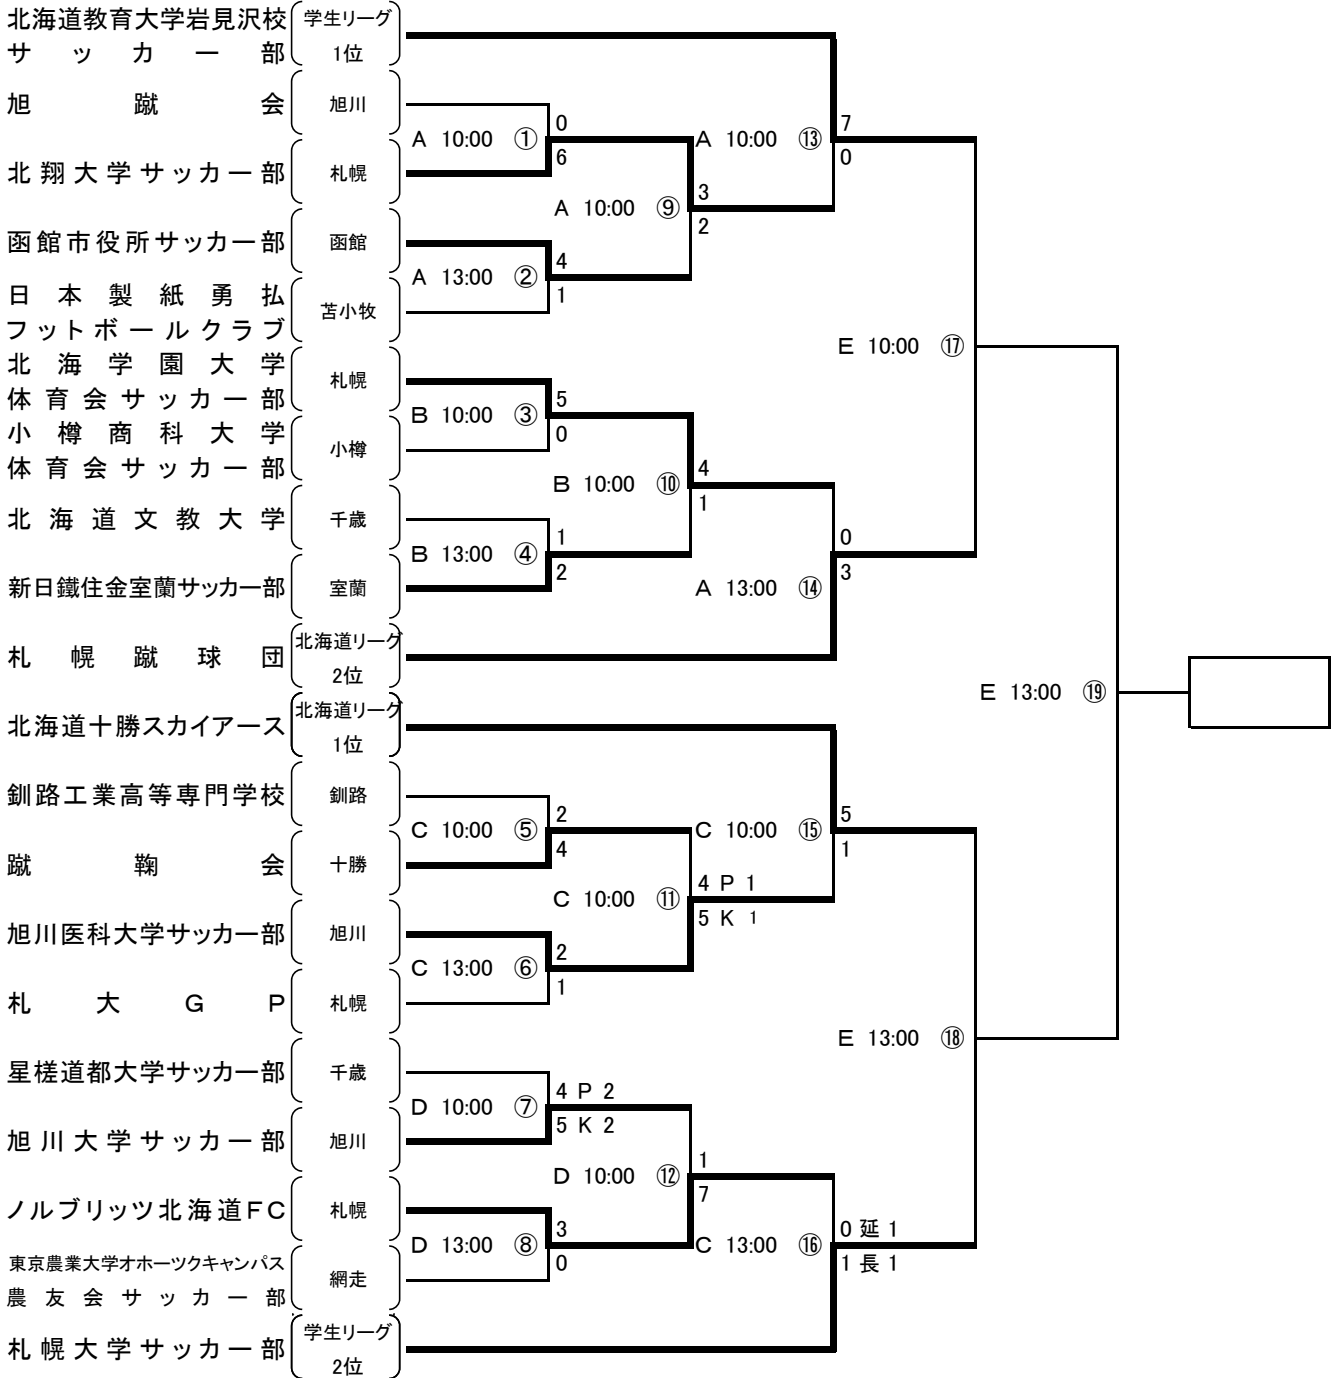 北海道教育大学岩見沢校 学生リーグ
サッカー部 1位
旭蹴会 旭川
A 10:00 ① 0
6
北翔大学サッカー部 札幌
A 10:00 ⑬ 7
0
A 10:00 ⑨ 3
2
函館市役所サッカー部 函館
A 13:00 ② 4
1
日本製紙勇払
フットボールクラブ 苫小牧
E 10:00 ⑰
北海学園大学
体育会サッカー部 札幌
B 10:00 ③ 5
0
小樽商科大学
体育会サッカー部 小樽
B 10:00 ⑩ 4
1
北海道文教大学 千歳
B 13:00 ④ 1
2
新日鐵住金室蘭サッカー部 室蘭
A 13:00 ⑭ 0
3
札幌蹴球団 北海道リーグ
2位
E 13:00 ⑲
北海道十勝スカイアース 北海道リーグ
1位
釧路工業高等専門学校 釧路
C 10:00 ⑤ 2
4
C 10:00 ⑮ 5
1
蹴鞠会 十勝
C 10:00 ⑪ 4 P 1
5 K 1
旭川医科大学サッカー部 旭川
C 13:00 ⑥ 2
1
札大GP 札幌
E 13:00 ⑱
星槎道都大学サッカー部 千歳
D 10:00 ⑦ 4 P 2
5 K 2
旭川大学サッカー部 旭川
D 10:00 ⑫ 1
7
ノルブリッツ北海道FC 札幌
D 13:00 ⑧ 3
0
C 13:00 ⑯ 0 延 1
1 長 1
東京農業大学オホーツクキャンパス
農友会サッカー部 網走
札幌大学サッカー部 学生リーグ
2位